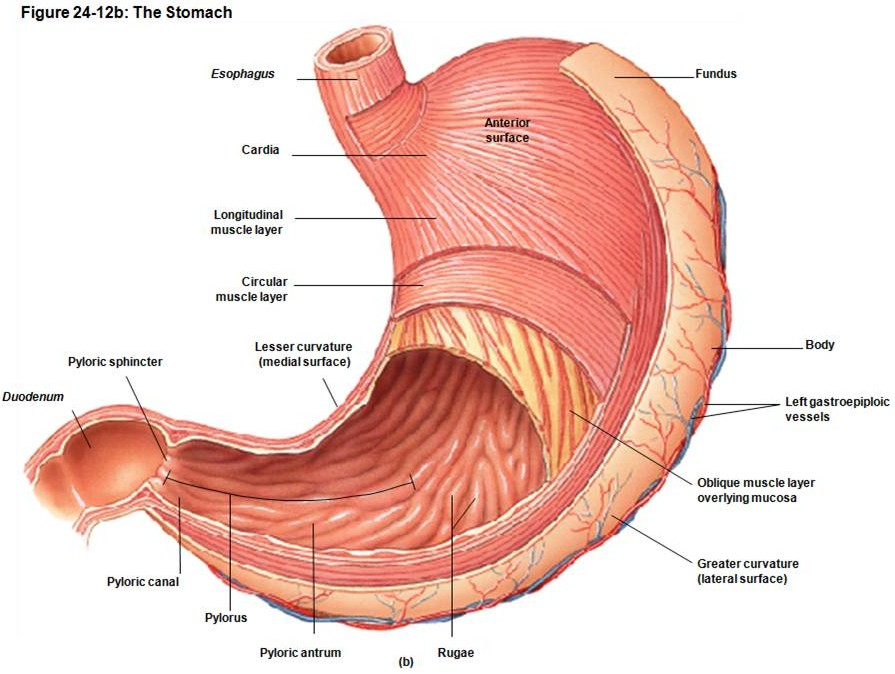 Figure 24-12b: The Stomach
Esophagus
Fundus
Anterior
surface
Cardia
Longitudinal
muscle layer
Circular
muscle layer
Lesser curvature
(medial surface)
Body
Pyloric sphincter
Duodenum
Left gastroepiploic
vessels
Oblique muscle layer
overlying mucosa
Greater curvature
(lateral surface)
Pyloric canal
Pylorus
Pyloric antrum
Rugae
(b)